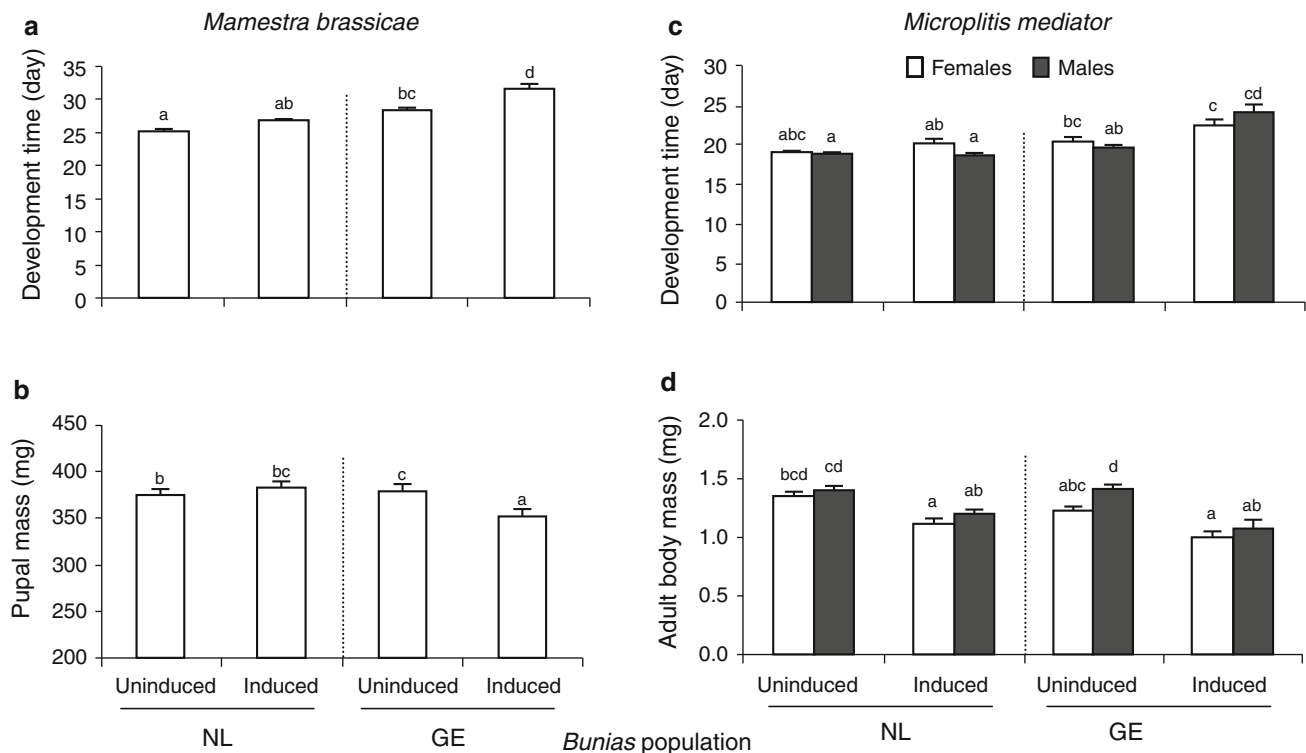 a
Mamestra brassicae
Development time (day)
35
30
25
20
15
10
5
0
a
ab
bc
d
c
Microplitis mediator
Females
Males
Development time (day)
30
25
20
15
10
5
0
abc
a
ab
a
bc
ab
c
cd
b
Pupal mass (mg)
450
400
350
300
250
200
b
bc
c
a
Uninduced
Induced
Uninduced
Induced
NL
GE
d
Adult body mass (mg)
2.0
1.5
1.0
0.5
0.0
bcd
cd
a
ab
abc
d
a
ab
Uninduced
Induced
Uninduced
Induced
NL
GE
Bunias population